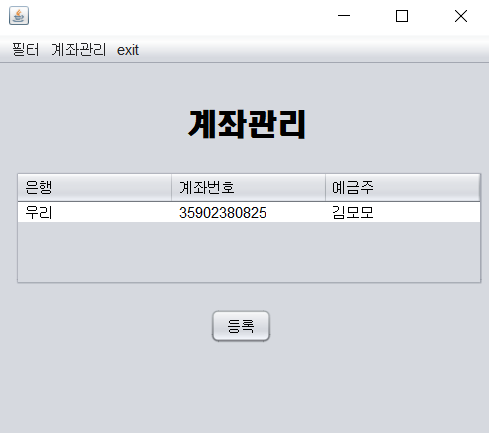 필터 계좌관리 exit
계좌관리
은행 계좌번호 예금주
우리 35902380825 김모모
등록